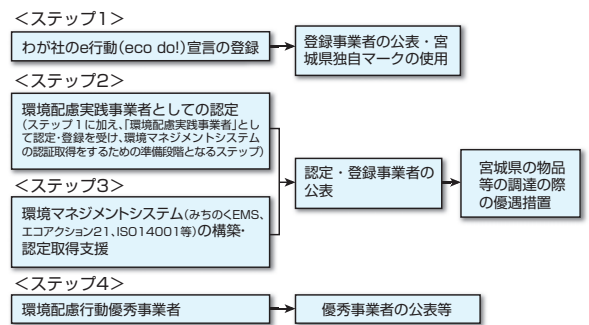 ＜ステップ1＞
わが社のe行動(eco do!)宣言の登録
登録事業者の公表・宮
城県独自マークの使用
＜ステップ2＞
環境配慮実践事業者としての認定
(ステップ1に加え、「環境配慮実践事業者」とし
て認定・登録を受け、環境マネジメントシステム
の認証取得をするための準備段階となるステップ)
＜ステップ3＞
環境マネジメントシステム(みちのくEMS、
エコアクション21、ISO14001等)の構築・
認定取得支援
認定・登録事業者の
公表
宮城県の物品
等の調達の際
の優遇措置
＜ステップ4＞
環境配慮行動優秀事業者
優秀事業者の公表等